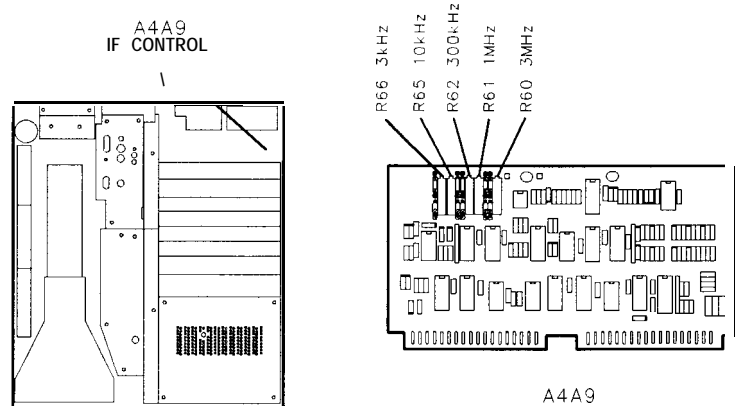 A4A9
IF CONTROL
R66 3kHz
R65 10kHz
R62 300kHz
R61 1MHz
R60 3MHz
A4A9